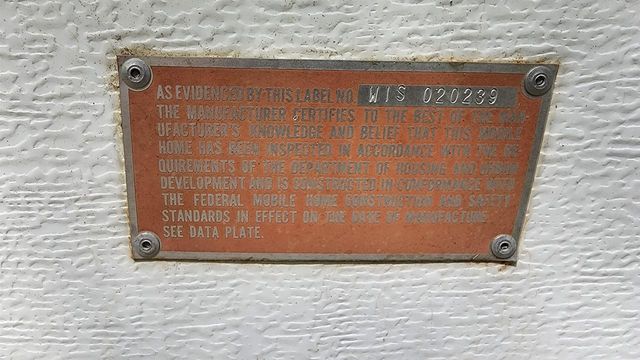 AS EVIDENCED BY THIS LABEL NO. WIS 020239
THE MANUFACTURER CERTIFIES TO THE BEST OF THE MAN-
UFACTURER'S KNOWLEDGE AND BELIEF THAT THIS MOBILE
HOME HAS BEEN INSPECTED IN ACCORDANCE WITH THE RE-
QUIREMENTS OF THE DEPARTMENT OF HOUSING AND URBAN
DEVELOPMENT AND IS CONSTRUCTED IN CONFORMANCE WITH
THE FEDERAL MOBILE HOME CONSTRUCTION AND SAFETY
STANDARDS IN EFFECT ON THE DATE OF MANUFACTURE.
SEE DATA PLATE.